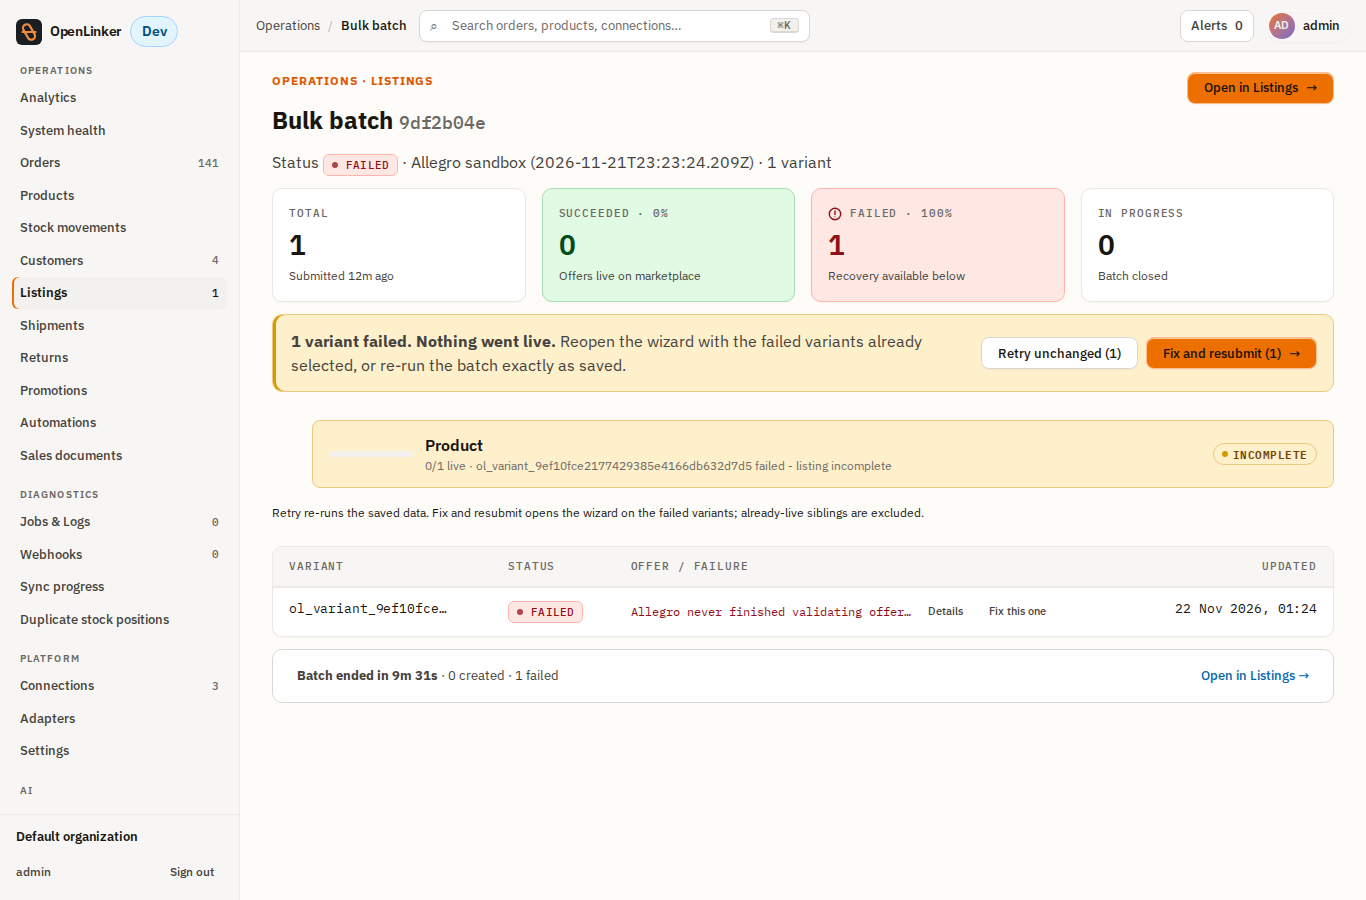 OpenLinker Dev
OPERATIONS
Analytics
System health
Orders 141
Products
Stock movements
Customers 4
Listings 1
Shipments
Returns
Promotions
Automations
Sales documents
DIAGNOSTICS
Jobs & Logs 0
Webhooks 0
Sync progress
Duplicate stock positions
PLATFORM
Connections 3
Adapters
Settings
AI
Default organization
admin Sign out
Operations / Bulk batch
Search orders, products, connections... ⌘K
Alerts 0
AD admin
OPERATIONS · LISTINGS
Open in Listings →
Bulk batch 9df2b04e
Status FAILED · Allegro sandbox (2026-11-21T23:23:24.209Z) · 1 variant
TOTAL
1
Submitted 12m ago
SUCCEEDED · 0%
0
Offers live on marketplace
FAILED · 100%
1
Recovery available below
IN PROGRESS
0
Batch closed
1 variant failed. Nothing went live. Reopen the wizard with the failed variants already
selected, or re-run the batch exactly as saved.
Retry unchanged (1)
Fix and resubmit (1) →
Product
0/1 live · ol_variant_9ef10fce2177429385e4166db632d7d5 failed - listing incomplete
INCOMPLETE
Retry re-runs the saved data. Fix and resubmit opens the wizard on the failed variants; already-live siblings are excluded.
VARIANT STATUS OFFER / FAILURE UPDATED
ol_variant_9ef10fce… FAILED Allegro never finished validating offer… Details Fix this one 22 Nov 2026, 01:24
Batch ended in 9m 31s · 0 created · 1 failed
Open in Listings →